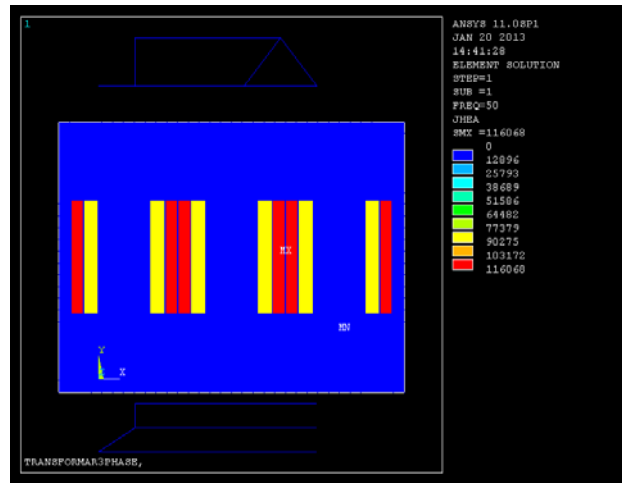 1
ANSYS 11.0SP1
JAN 20 2013
14:41:28
ELEMENT SOLUTION
STEP=1
SUB =1
FREQ=50
JHEA
SMX =116068
0
12896
25793
38689
51586
64482
77379
90275
103172
116068
MX
MN
Y
X
TRANSFORMAR3PHASE,